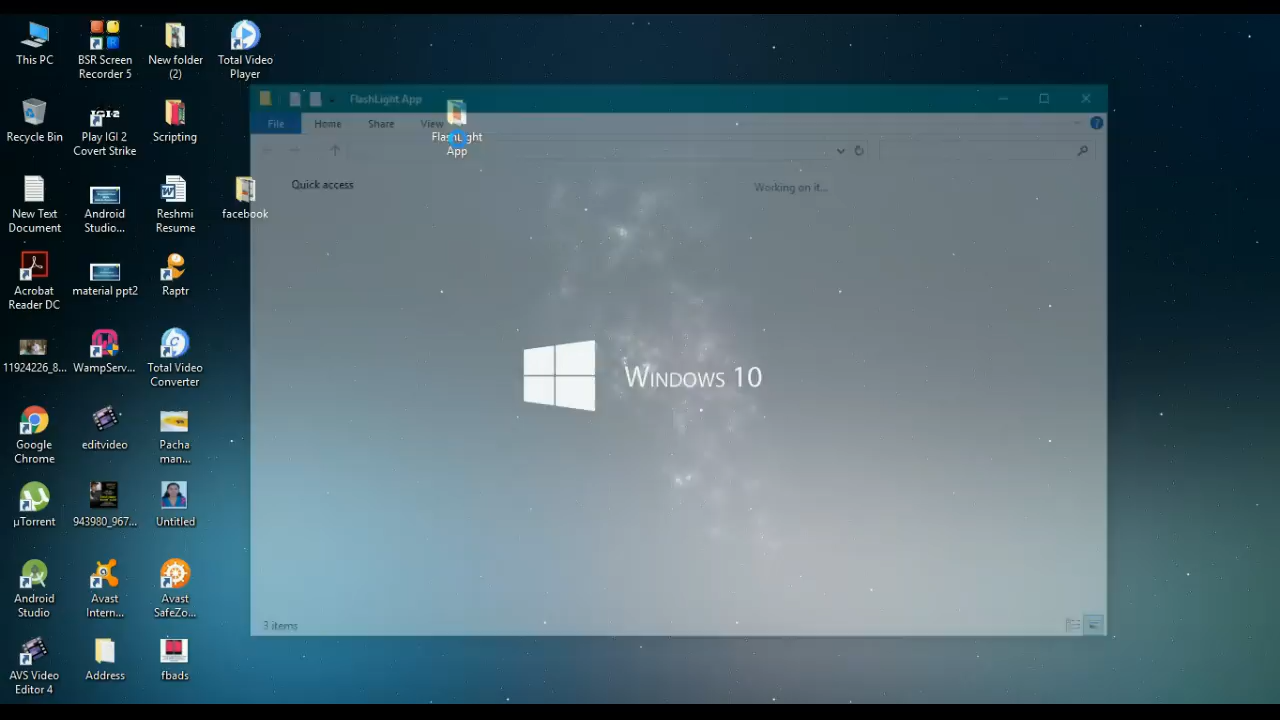 This PC
BSR Screen
Recorder 5
New folder
(2)
Total Video
Player
Recycle Bin
Play IGI 2
Covert Strike
Scripting
New Text
Document
Android
Studio...
Reshmi
Resume
facebook
Acrobat
Reader DC
material ppt2
Raptr
11924226_8...
WampServ...
Total Video
Converter
Google
Chrome
editvideo
Pacha
man...
µTorrent
943980_967...
Untitled
Android
Studio
Avast
Intern...
Avast
SafeZo...
AVS Video
Editor 4
Address
fbads
FlashLight App
File
Home
Share
View
FlashLight
App
Quick access
Working on it...
WINDOWS 10
3 items